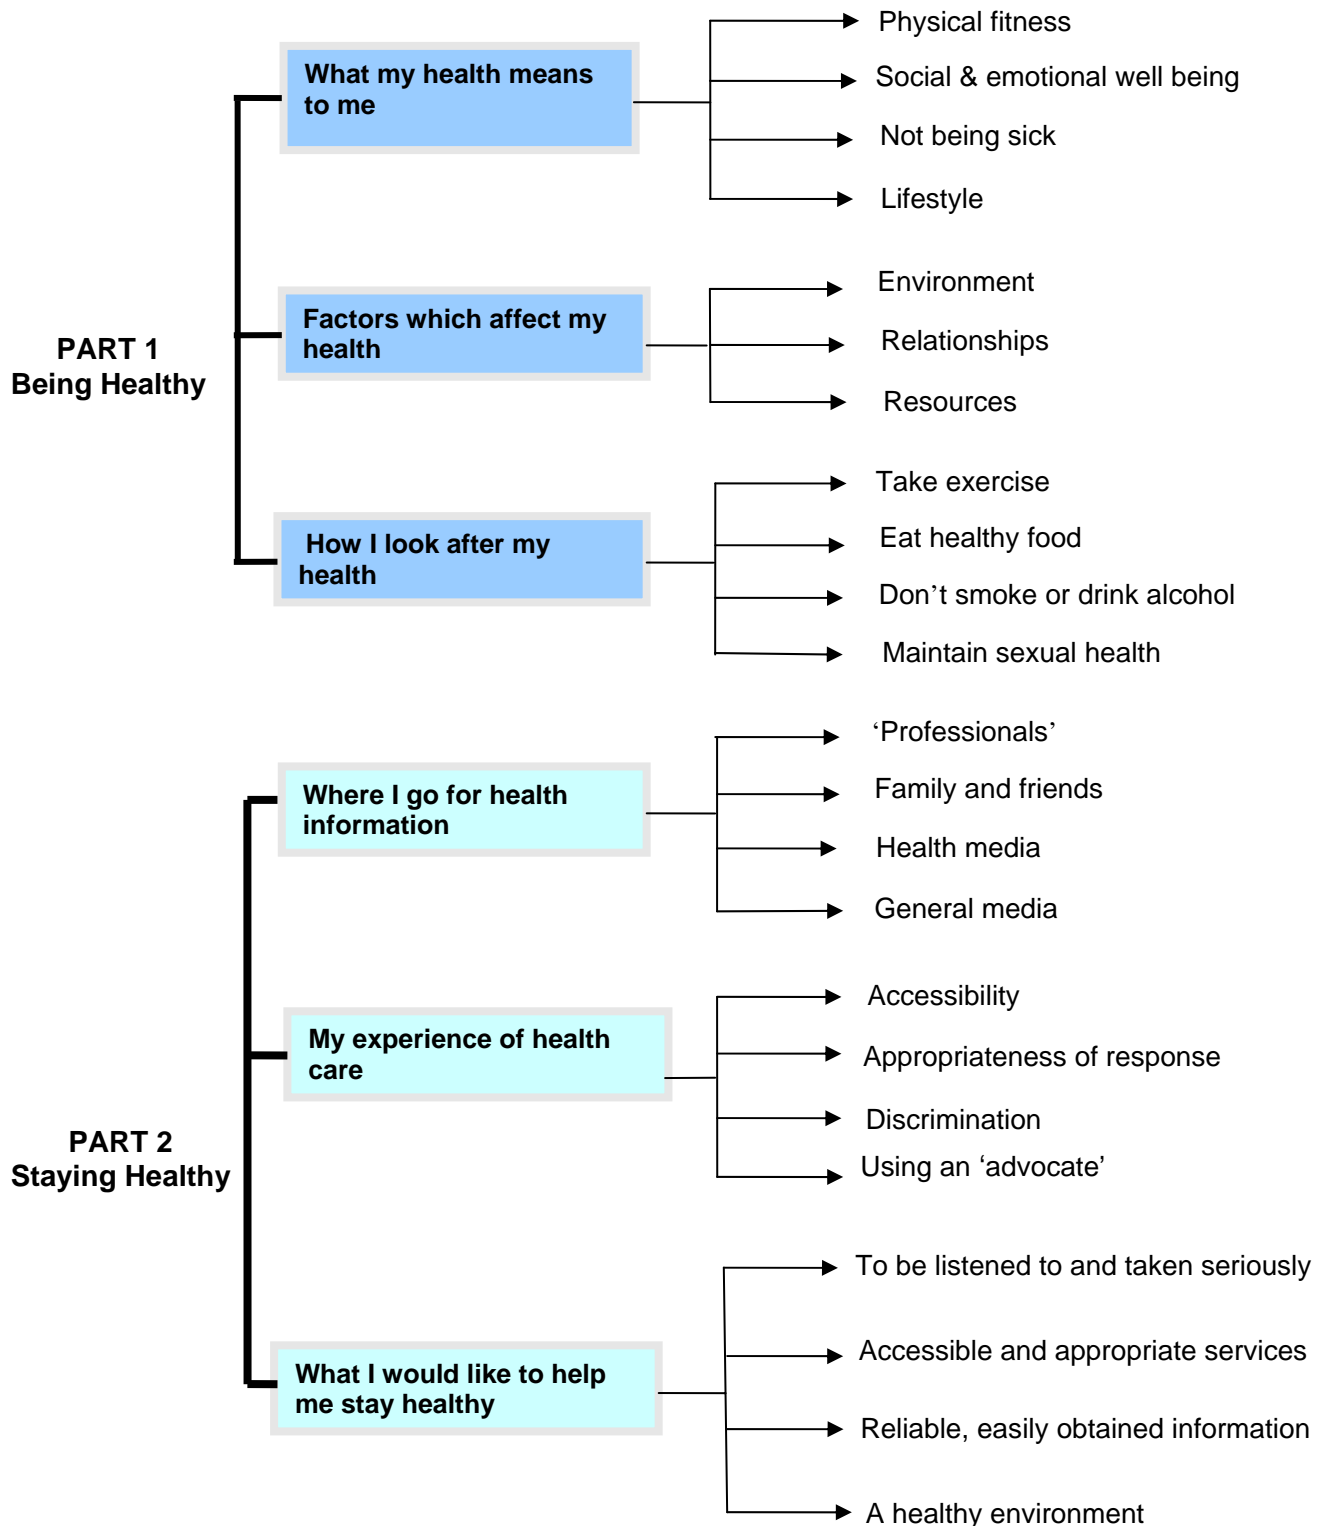 PART 1
Being Healthy
What my health means
to me
Physical fitness
Social & emotional well being
Not being sick
Lifestyle
Factors which affect my
health
Environment
Relationships
Resources
How I look after my
health
Take exercise
Eat healthy food
Don’t smoke or drink alcohol
Maintain sexual health
PART 2
Staying Healthy
Where I go for health
information
‘Professionals’
Family and friends
Health media
General media
My experience of health
care
Accessibility
Appropriateness of response
Discrimination
Using an ‘advocate’
What I would like to help
me stay healthy
To be listened to and taken seriously
Accessible and appropriate services
Reliable, easily obtained information
A healthy environment